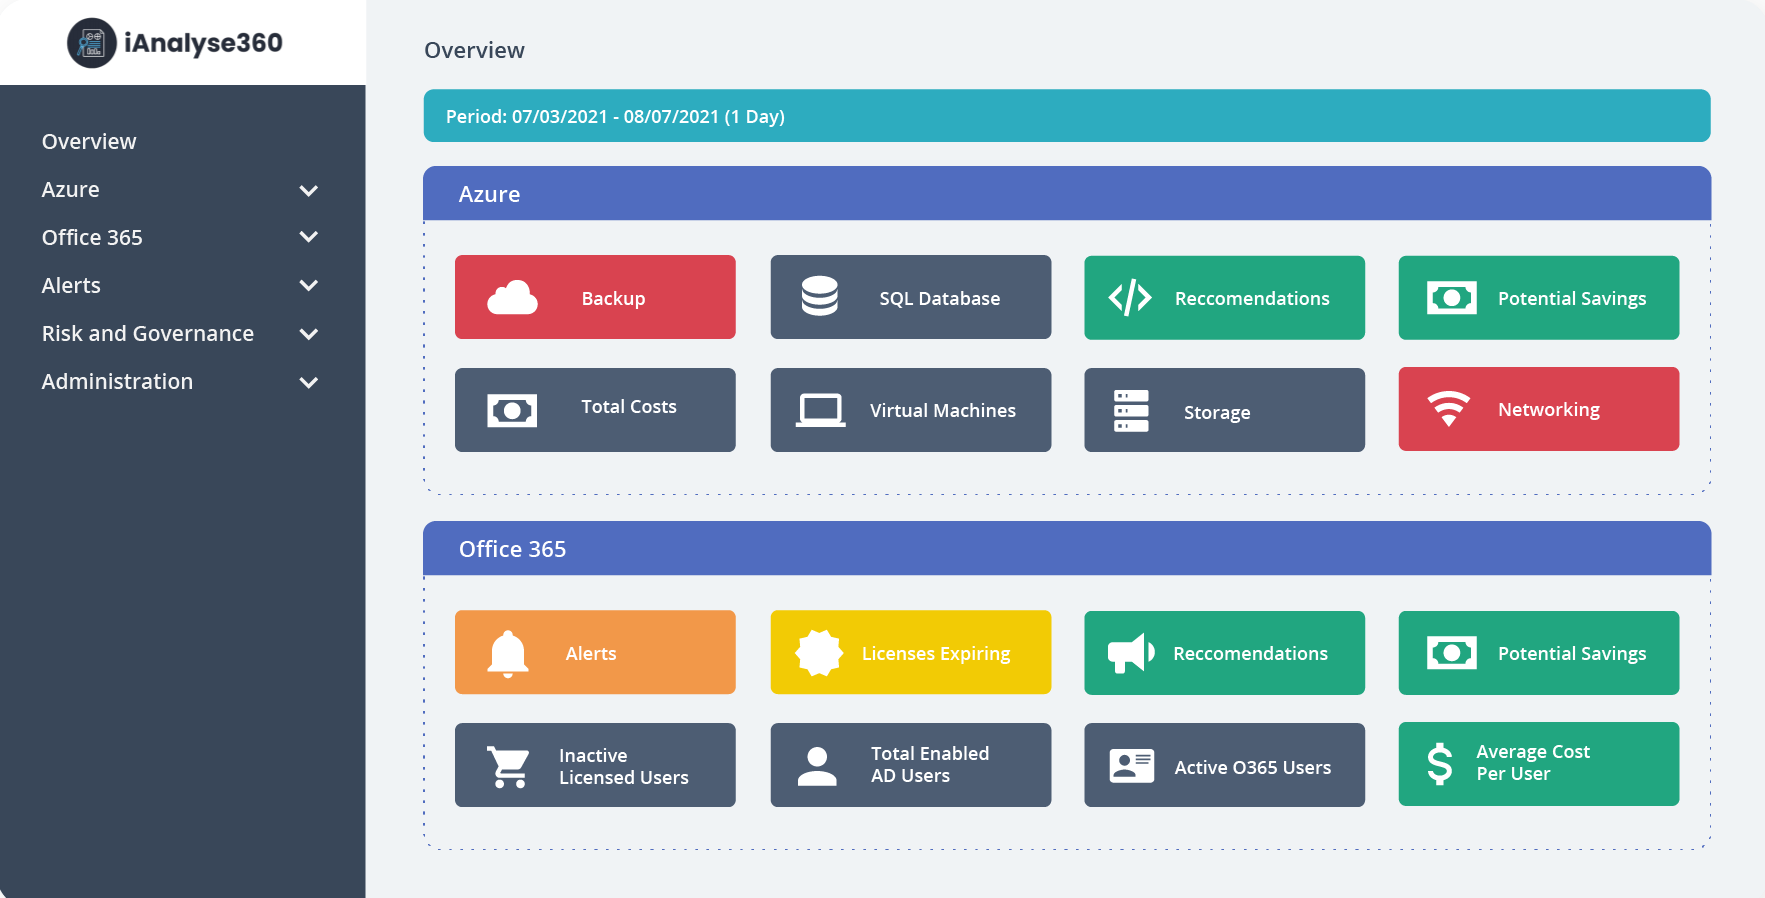 iAnalyse360
Overview
Azure
Office 365
Alerts
Risk and Governance
Administration
Overview
Period: 07/03/2021 - 08/07/2021 (1 Day)
Azure
Backup
SQL Database
Reccomendations
Potential Savings
Total Costs
Virtual Machines
Storage
Networking
Office 365
Alerts
Licenses Expiring
Reccomendations
Potential Savings
Inactive
Licensed Users
Total Enabled
AD Users
Active O365 Users
Average Cost
Per User